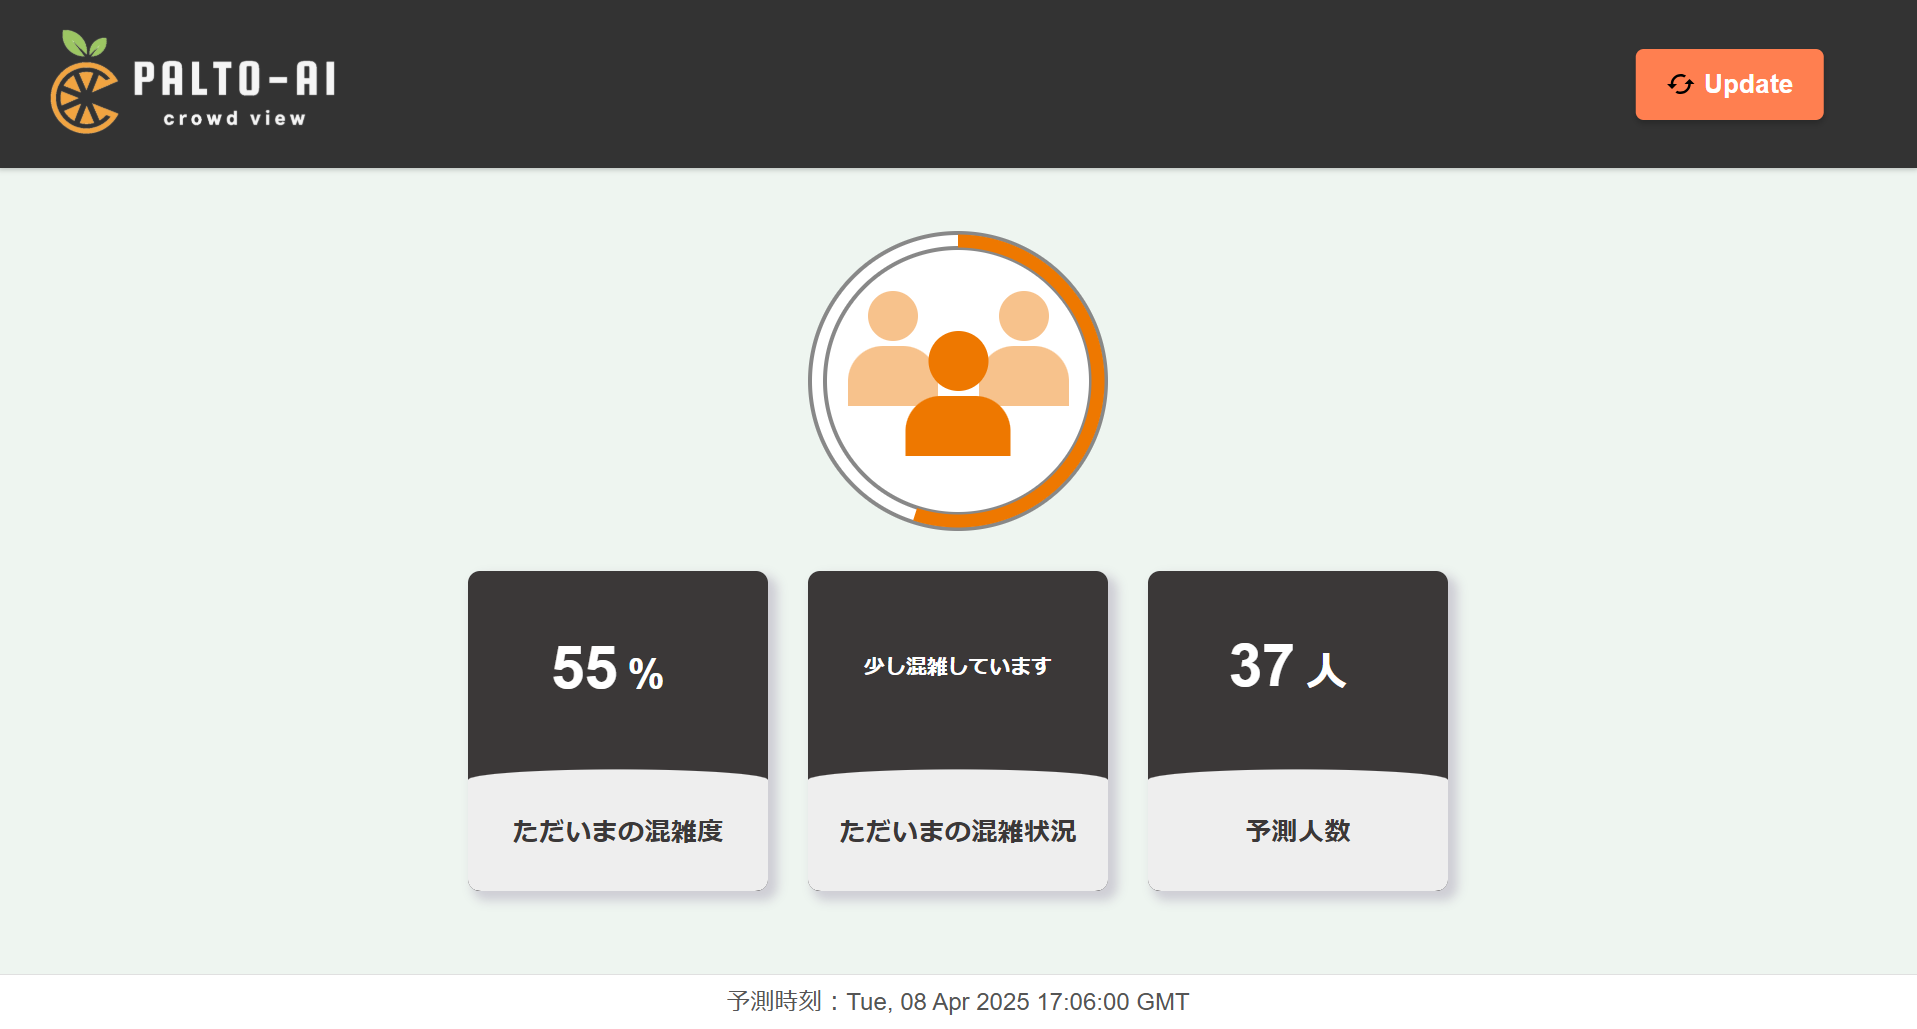 PALTO-AI
crowd view
Update
55 %
少し混雑しています
37 人
ただいまの混雑度
ただいまの混雑状況
予測人数
予測時刻：Tue, 08 Apr 2025 17:06:00 GMT